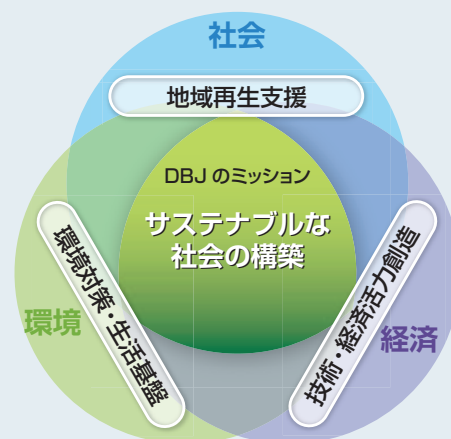 社会
地域再生支援
DBJ のミッション
サステナブルな
社会の構築
環境対策・生活基盤
技術・経済活力創造
環境
経済